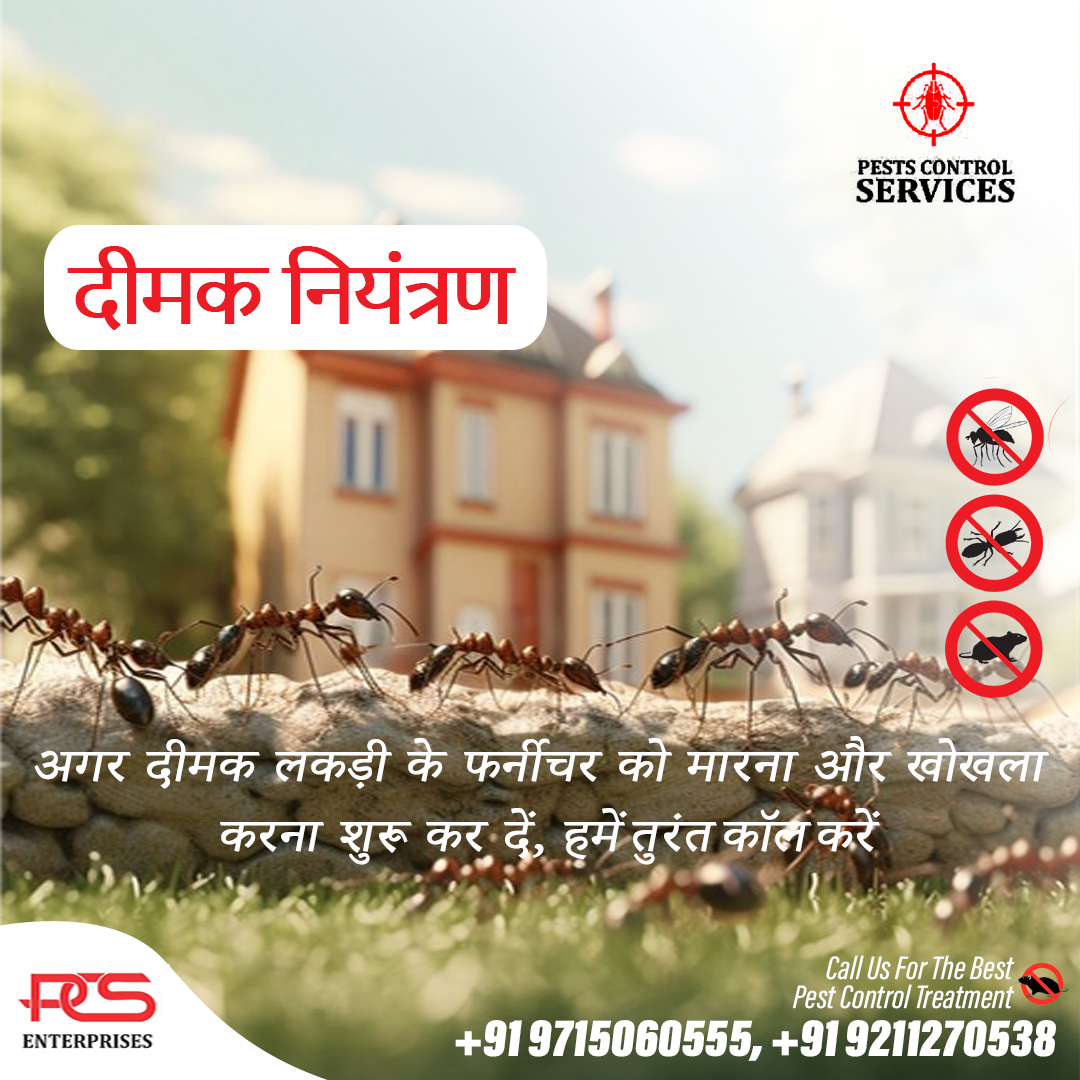 PESTS CONTROL
SERVICES
दीमक नियंत्रण
अगर दीमक लकड़ी के फर्नीचर को मारना और खोखला
करना शुरू कर दें, हमें तुरंत कॉल करें
PCS
ENTERPRISES
Call Us For The Best
Pest Control Treatment
+91 9715060555, +91 9211270538